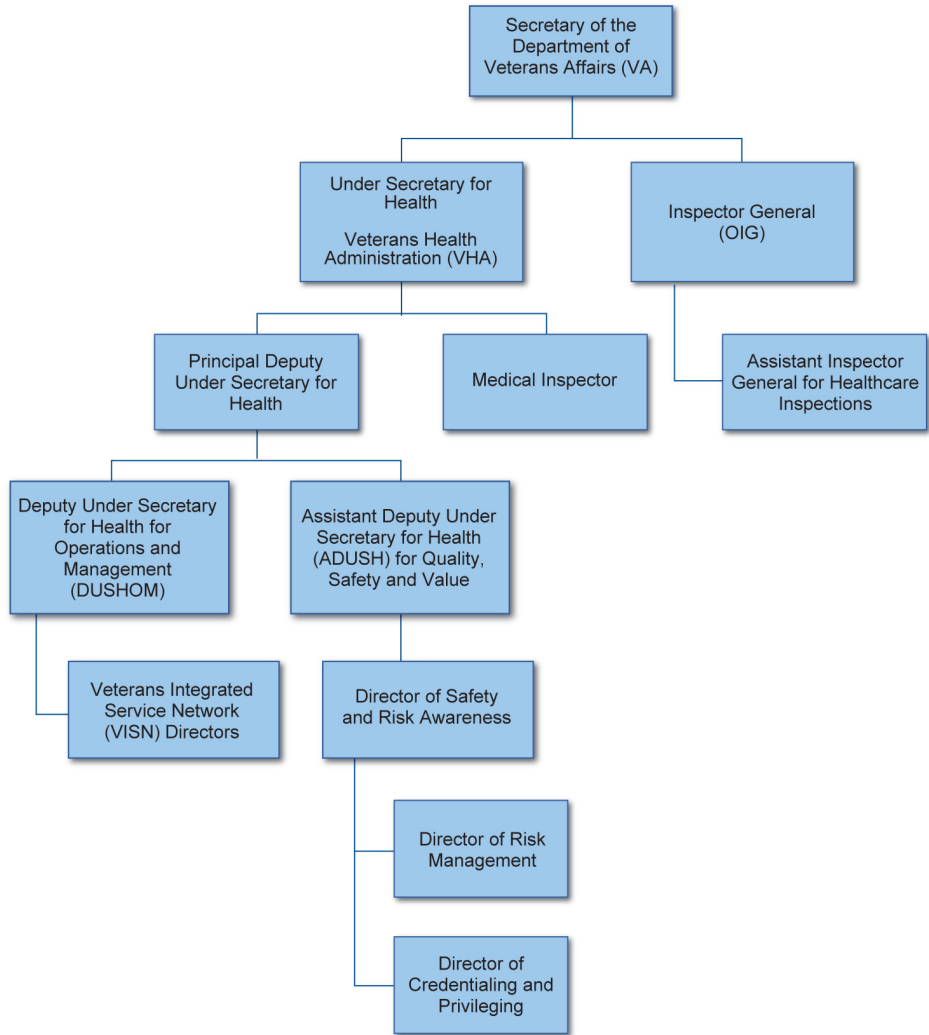 Secretary of the
Department of
Veterans Affairs (VA)
Under Secretary for
Health
Veterans Health
Administration (VHA)
Inspector General
(OIG)
Principal Deputy
Under Secretary for
Health
Medical Inspector
Assistant Inspector
General for Healthcare
Inspections
Deputy Under Secretary
for Health for
Operations and
Management
(DUSHOM)
Assistant Deputy Under
Secretary for Health
(ADUSH) for Quality,
Safety and Value
Veterans Integrated
Service Network
(VISN) Directors
Director of Safety
and Risk Awareness
Director of Risk
Management
Director of
Credentialing and
Privileging